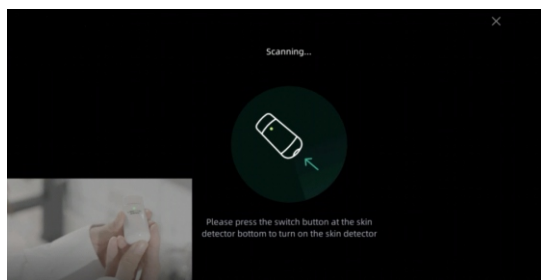 Scanning...
Please press the switch button at the skin
detector bottom to turn on the skin detector